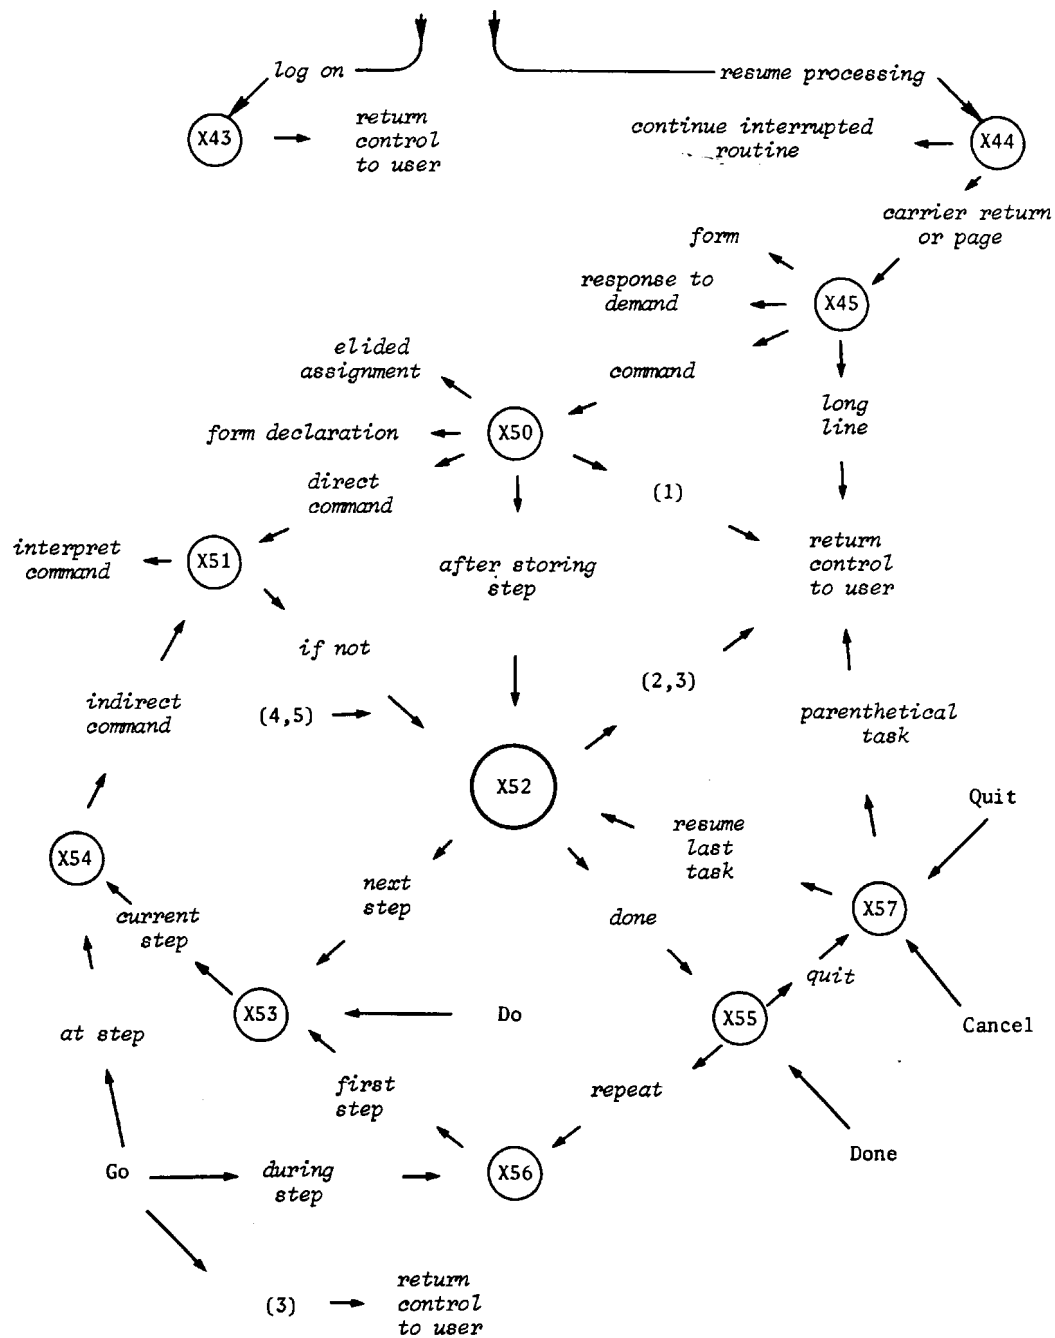 log on
resume processing
X43
return
control
to user
continue interrupted
routine
X44
carrier return
or page
form
response to
demand
X45
elided
assignment
command
long
line
form declaration
X50
direct
command
(1)
interpret
command
X51
after storing
step
return
control
to user
if not
indirect
command
(4,5)
(2,3)
parenthetical
task
X52
Quit
resume
last
task
X54
next
step
current
step
done
X57
quit
X53
Do
X55
Cancel
at step
first
step
repeat
Done
Go
during
step
X56
(3)
return
control
to user